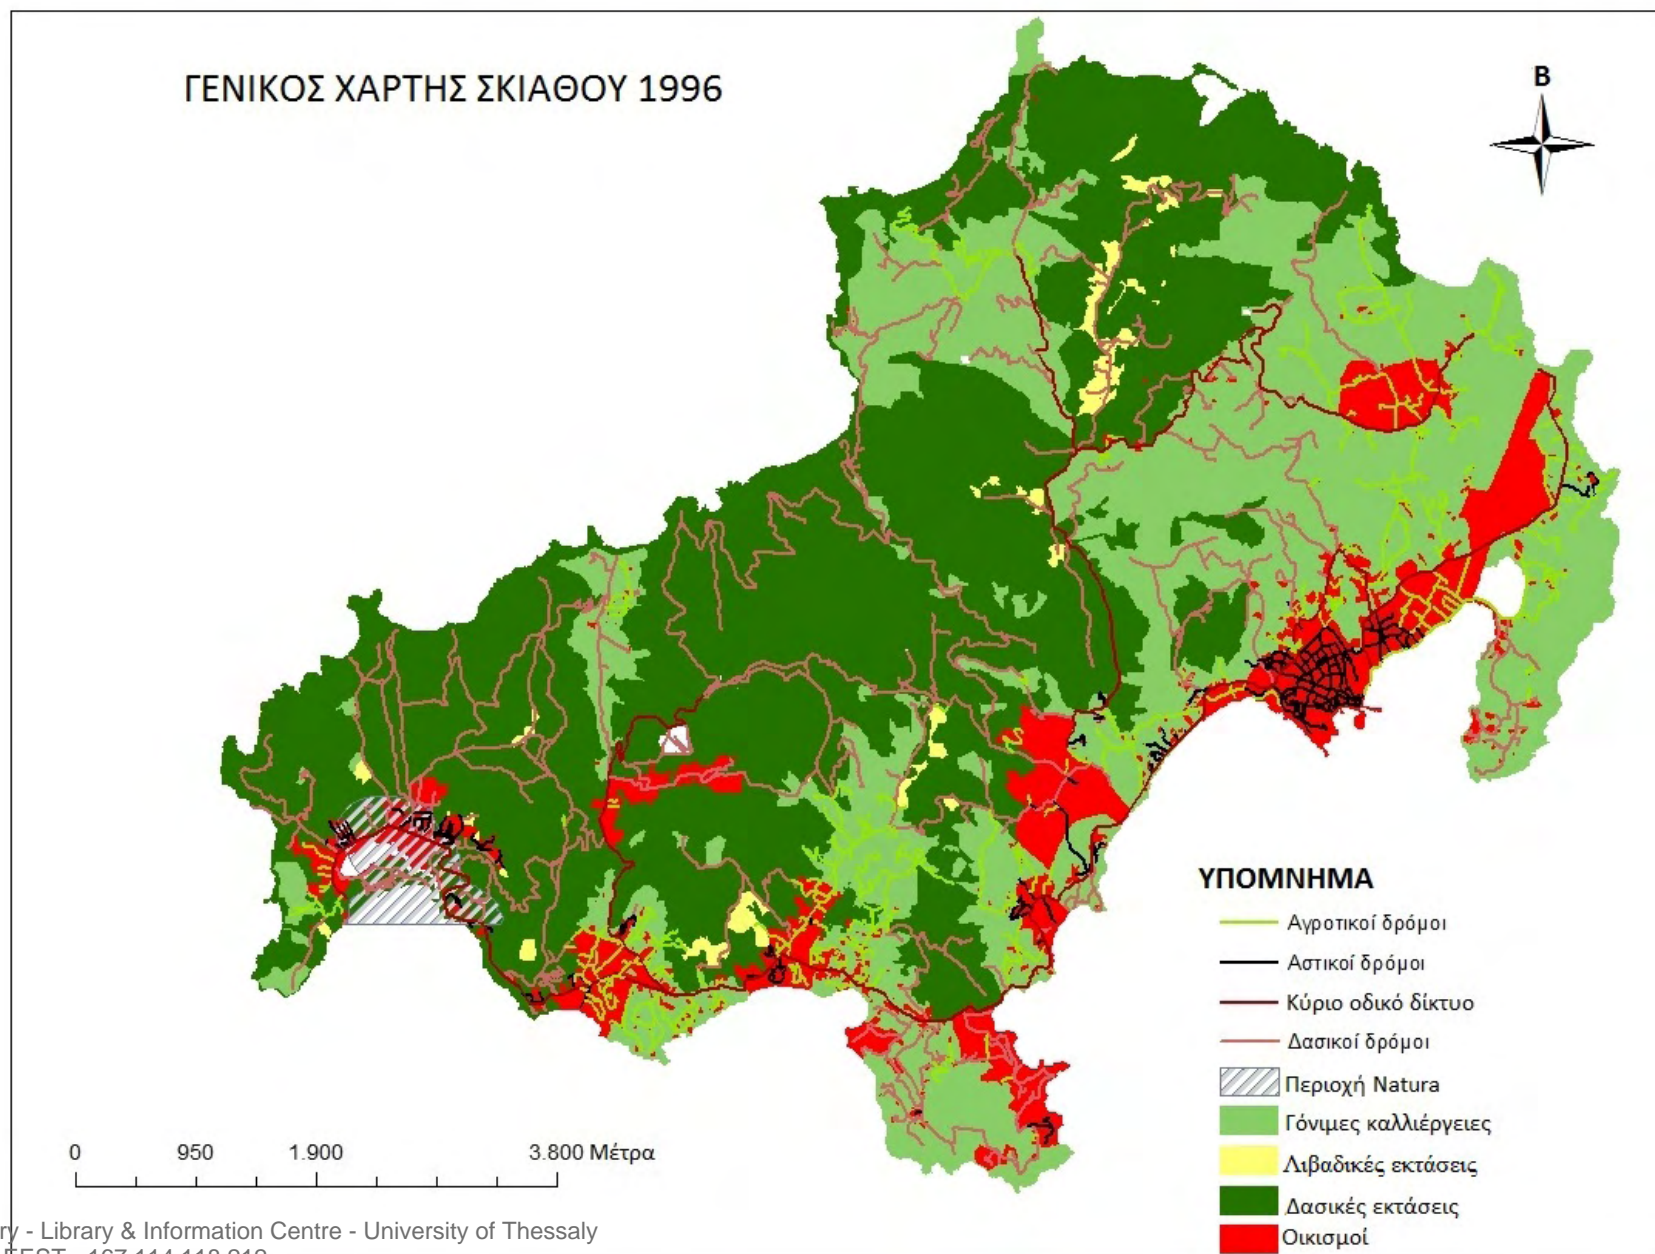 ΓΕΝΙΚΟΣ ΧΑΡΤΗΣ ΣΚΙΑΘΟΥ 1996
Β
ΥΠΟΜΝΗΜΑ
Αγροτικοί δρόμοι
Αστικοί δρόμοι
Κύριο οδικό δίκτυο
Δασικοί δρόμοι
Περιοχή Natura
Γόνιμες καλλιέργειες
Λιβαδικές εκτάσεις
Δασικές εκτάσεις
Οικισμοί
0 950 1.900 3.800 Μέτρα
- Library & Information Centre - University of Thessaly